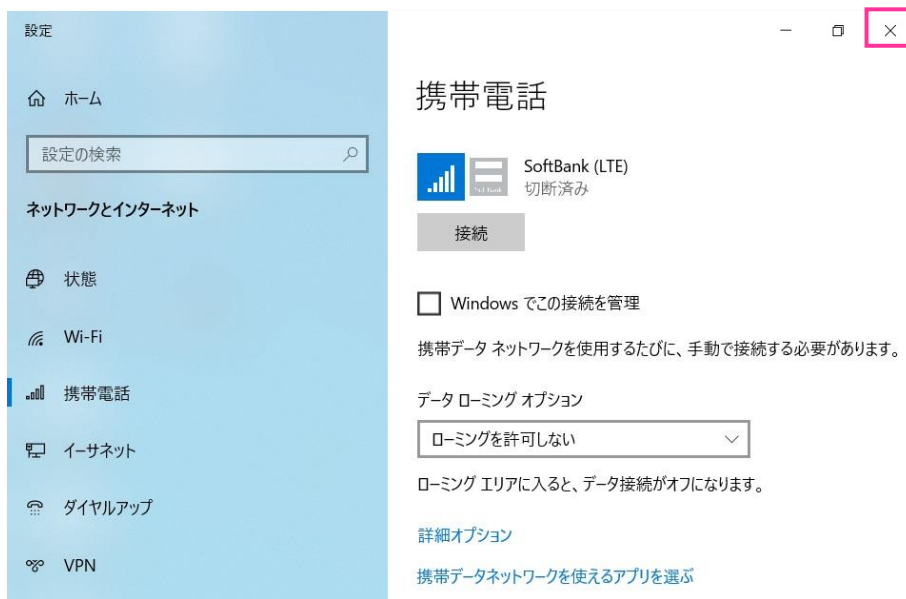 設定
ホーム
設定の検索
ネットワークとインターネット
状態
Wi-Fi
携帯電話
イーサネット
ダイヤルアップ
VPN
携帯電話
SoftBank (LTE)
切断済み
接続
Windows でこの接続を管理
携帯データ ネットワークを使用するたびに、手動で接続する必要があります。
データ ローミング オプション
ローミングを許可しない
ローミング エリアに入ると、データ接続がオフになります。
詳細オプション
携帯データネットワークを使えるアプリを選ぶ